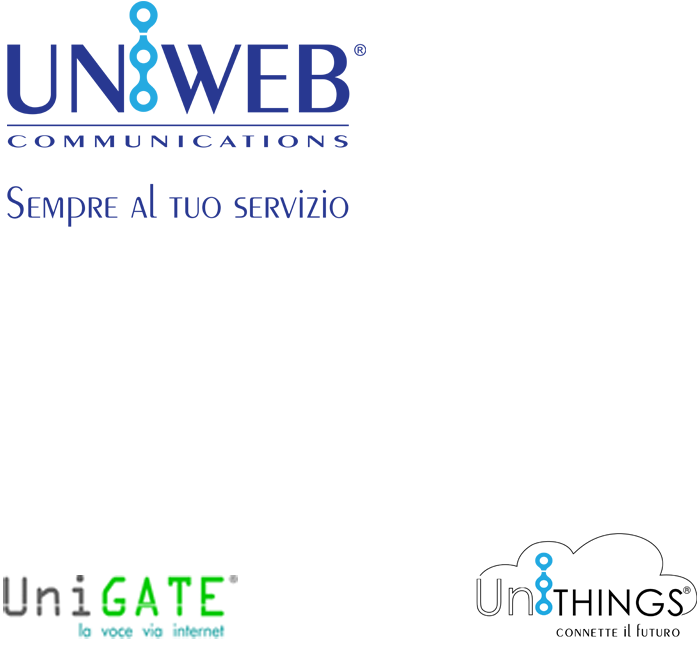 UNIWEB®
COMMUNICATIONS
SEMPRE Al TUO SERVIZIO
UniGATE®
la voce via internet
UniTHINGS®
CONNETTE il FUTURO